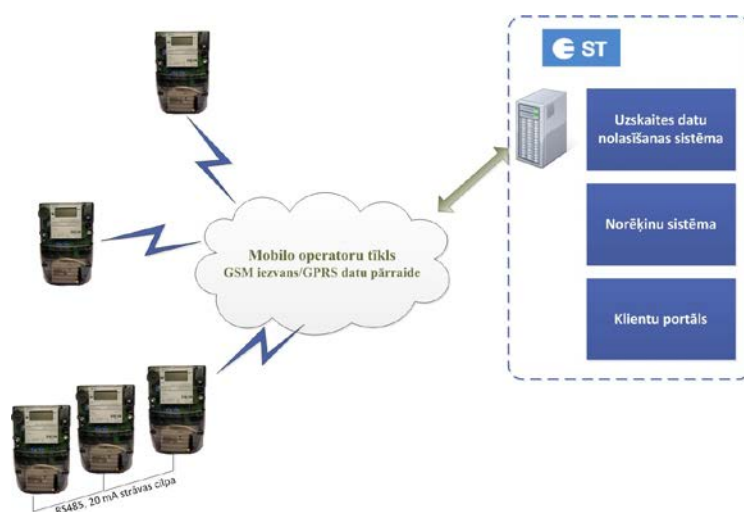 ST
Uzskaites datu
nolasīšanas sistēma
Norēķinu sistēma
Klientu portāls
Mobilo operatoru tīkls
GSM iezvans/GPRS datu pārraide
RS485, 20 mA strāvas cilpa